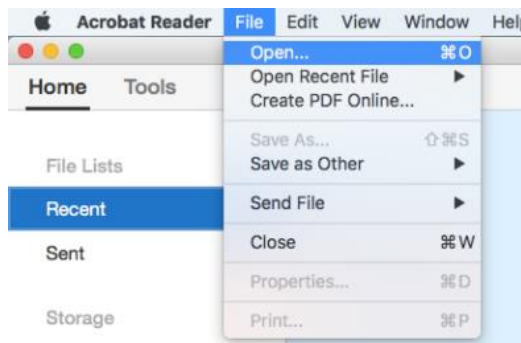 Acrobat Reader File Edit View Window Help
Open... ⌘O
Home Tools
Open Recent File ▶
Create PDF Online...
Save As... ⇧⌘S
File Lists
Save as Other ▶
Recent
Send File ▶
Sent
Close ⌘W
Properties... ⌘D
Storage
Print... ⌘P